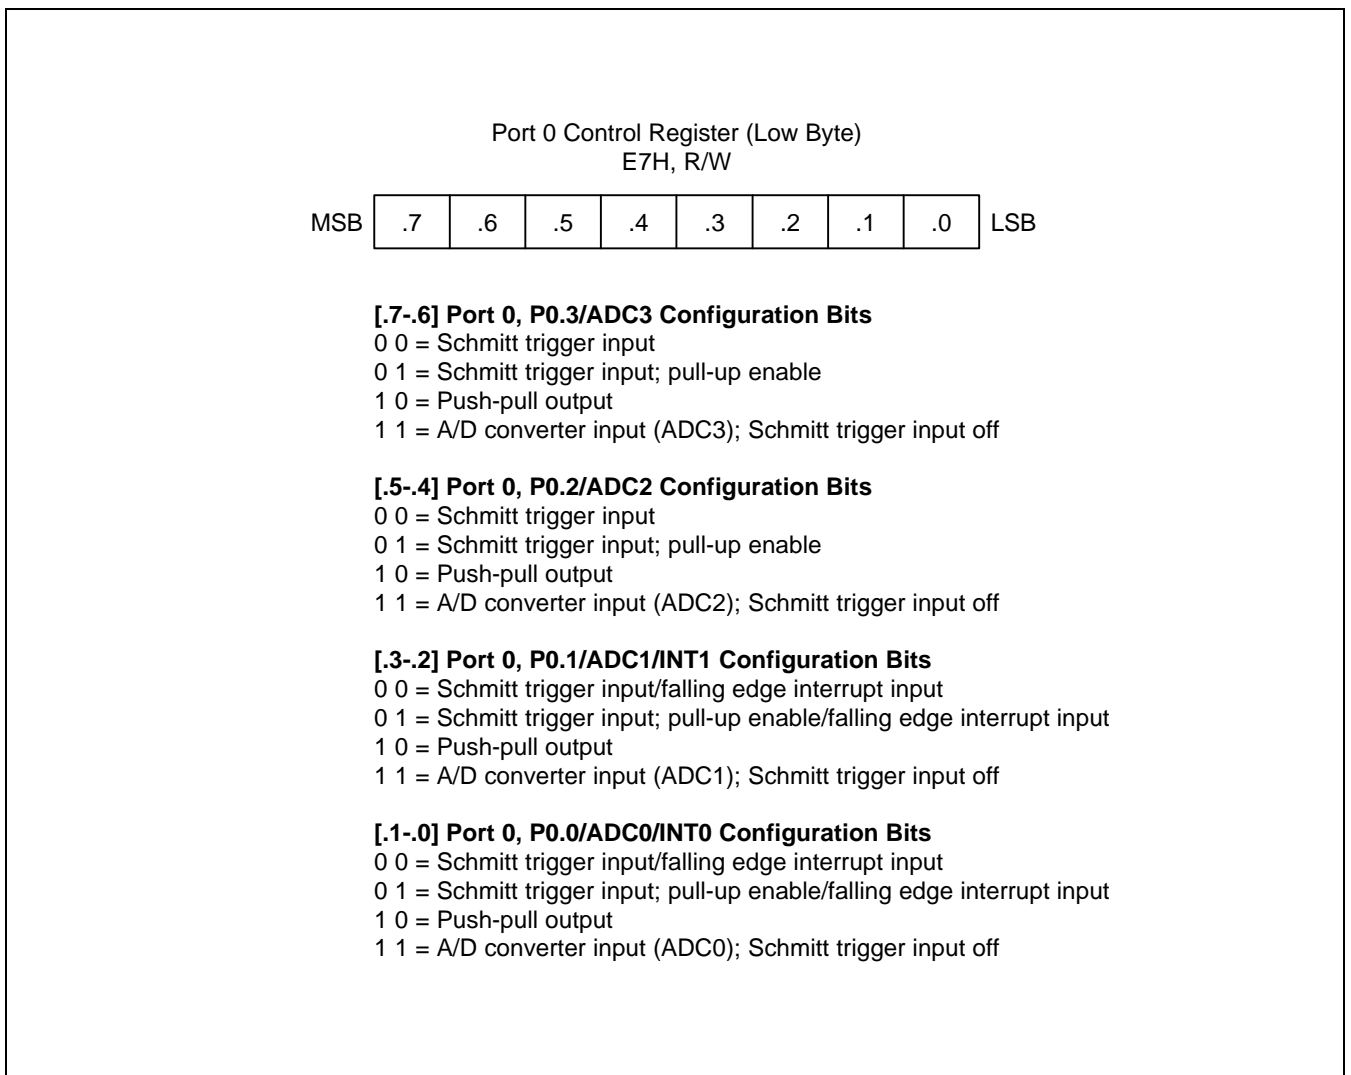 Port 0 Control Register (Low Byte)
E7H, R/W
MSB .7 .6 .5 .4 .3 .2 .1 .0 LSB
[.7-.6] Port 0, P0.3/ADC3 Configuration Bits
0 0 = Schmitt trigger input
0 1 = Schmitt trigger input; pull-up enable
1 0 = Push-pull output
1 1 = A/D converter input (ADC3); Schmitt trigger input off
[.5-.4] Port 0, P0.2/ADC2 Configuration Bits
0 0 = Schmitt trigger input
0 1 = Schmitt trigger input; pull-up enable
1 0 = Push-pull output
1 1 = A/D converter input (ADC2); Schmitt trigger input off
[.3-.2] Port 0, P0.1/ADC1/INT1 Configuration Bits
0 0 = Schmitt trigger input/falling edge interrupt input
0 1 = Schmitt trigger input; pull-up enable/falling edge interrupt input
1 0 = Push-pull output
1 1 = A/D converter input (ADC1); Schmitt trigger input off
[.1-.0] Port 0, P0.0/ADC0/INT0 Configuration Bits
0 0 = Schmitt trigger input/falling edge interrupt input
0 1 = Schmitt trigger input; pull-up enable/falling edge interrupt input
1 0 = Push-pull output
1 1 = A/D converter input (ADC0); Schmitt trigger input off